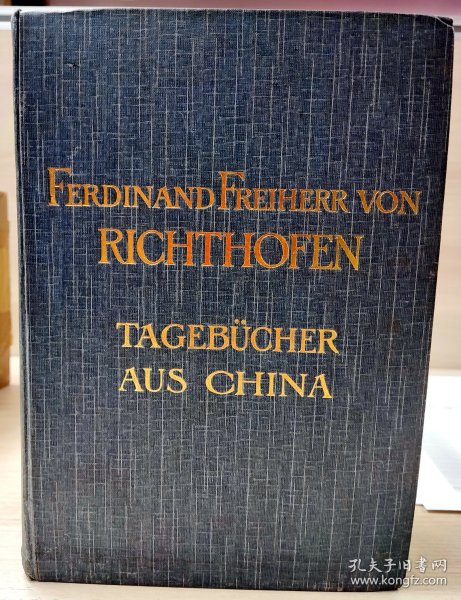 FERDINAND FREIHERR VON
RICHTHOFEN
TAGEBÜCHER
AUS CHINA
孔夫子旧书网
www.kongfz.com